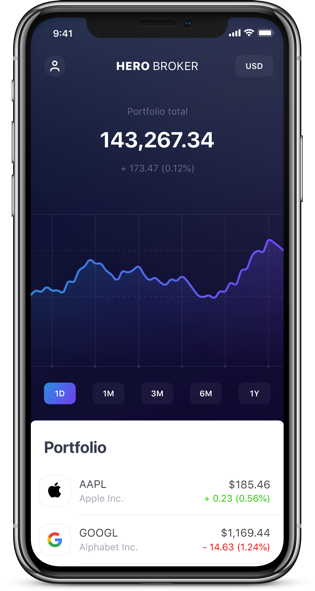 9:41
HERO BROKER
USD
Portfolio total
143,267.34
+ 173.47 (0.12%)
1D 1M 3M 6M 1Y
Portfolio
AAPL $185.46
Apple Inc. + 0.23 (0.56%)
GOOGL $1,169.44
Alphabet Inc. - 14.63 (1.24%)